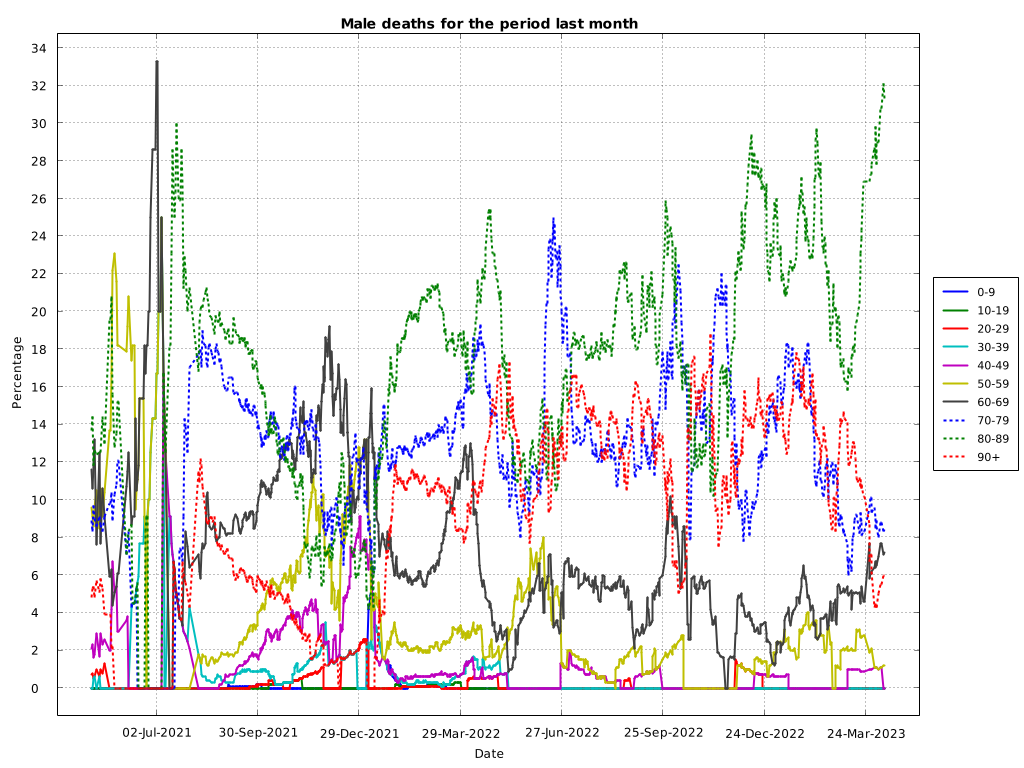 Male deaths for the period last month
34
32
30
28
26
24
22
20
18
16
14
12
10
8
6
4
2
0
Percentage
02-Jul-2021
30-Sep-2021
29-Dec-2021
29-Mar-2022
27-Jun-2022
25-Sep-2022
24-Dec-2022
24-Mar-2023
Date
0-9
10-19
20-29
30-39
40-49
50-59
60-69
70-79
80-89
90+